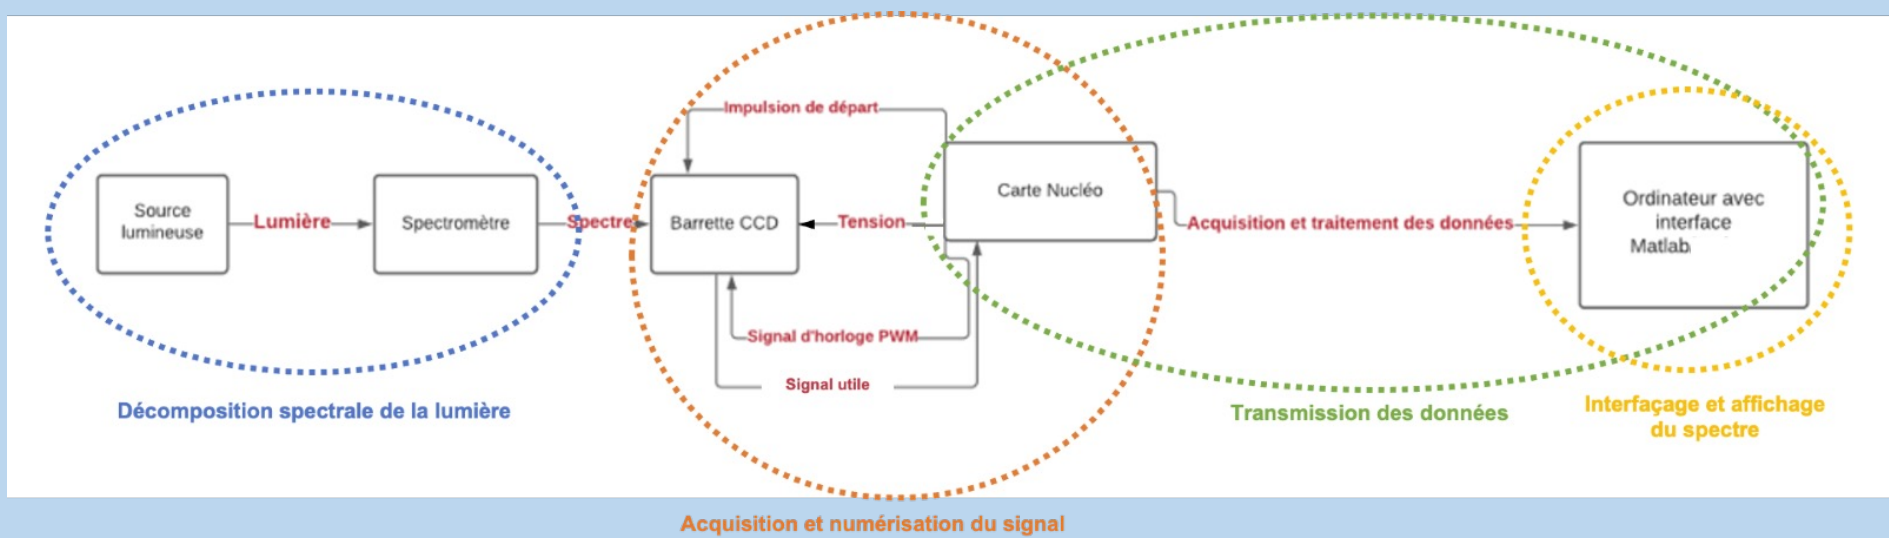 Impulsion de départ
Source
lumineuse
Lumière
Spectromètre
Spectre
Barrette CCD
Tension
Carte Nucléo
Acquisition et traitement des données
Ordinateur avec
interface
Matlab
Signal d'horloge PWM
Signal utile
Décomposition spectrale de la lumière
Transmission des données
Interfaçage et affichage
du spectre
Acquisition et numérisation du signal